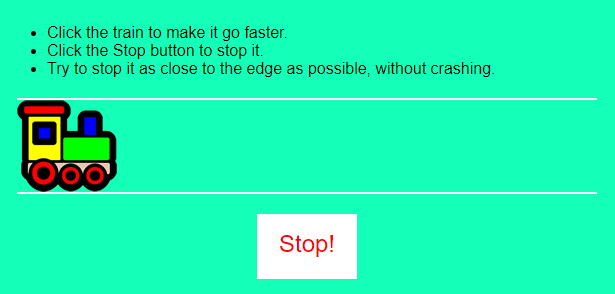 Click the train to make it go faster.
Click the Stop button to stop it.
Try to stop it as close to the edge as possible, without crashing.
Stop!